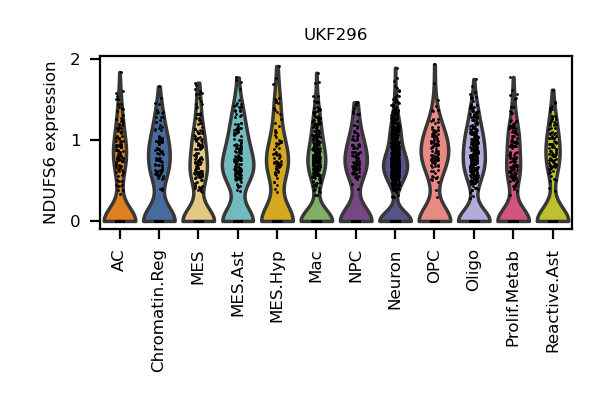 UKF296
NDUFS6 expression
2
1
0
AC
Chromatin.Reg
MES
MES.Ast
MES.Hyp
Mac
NPC
Neuron
OPC
Oligo
Prolif.Metab
Reactive.Ast